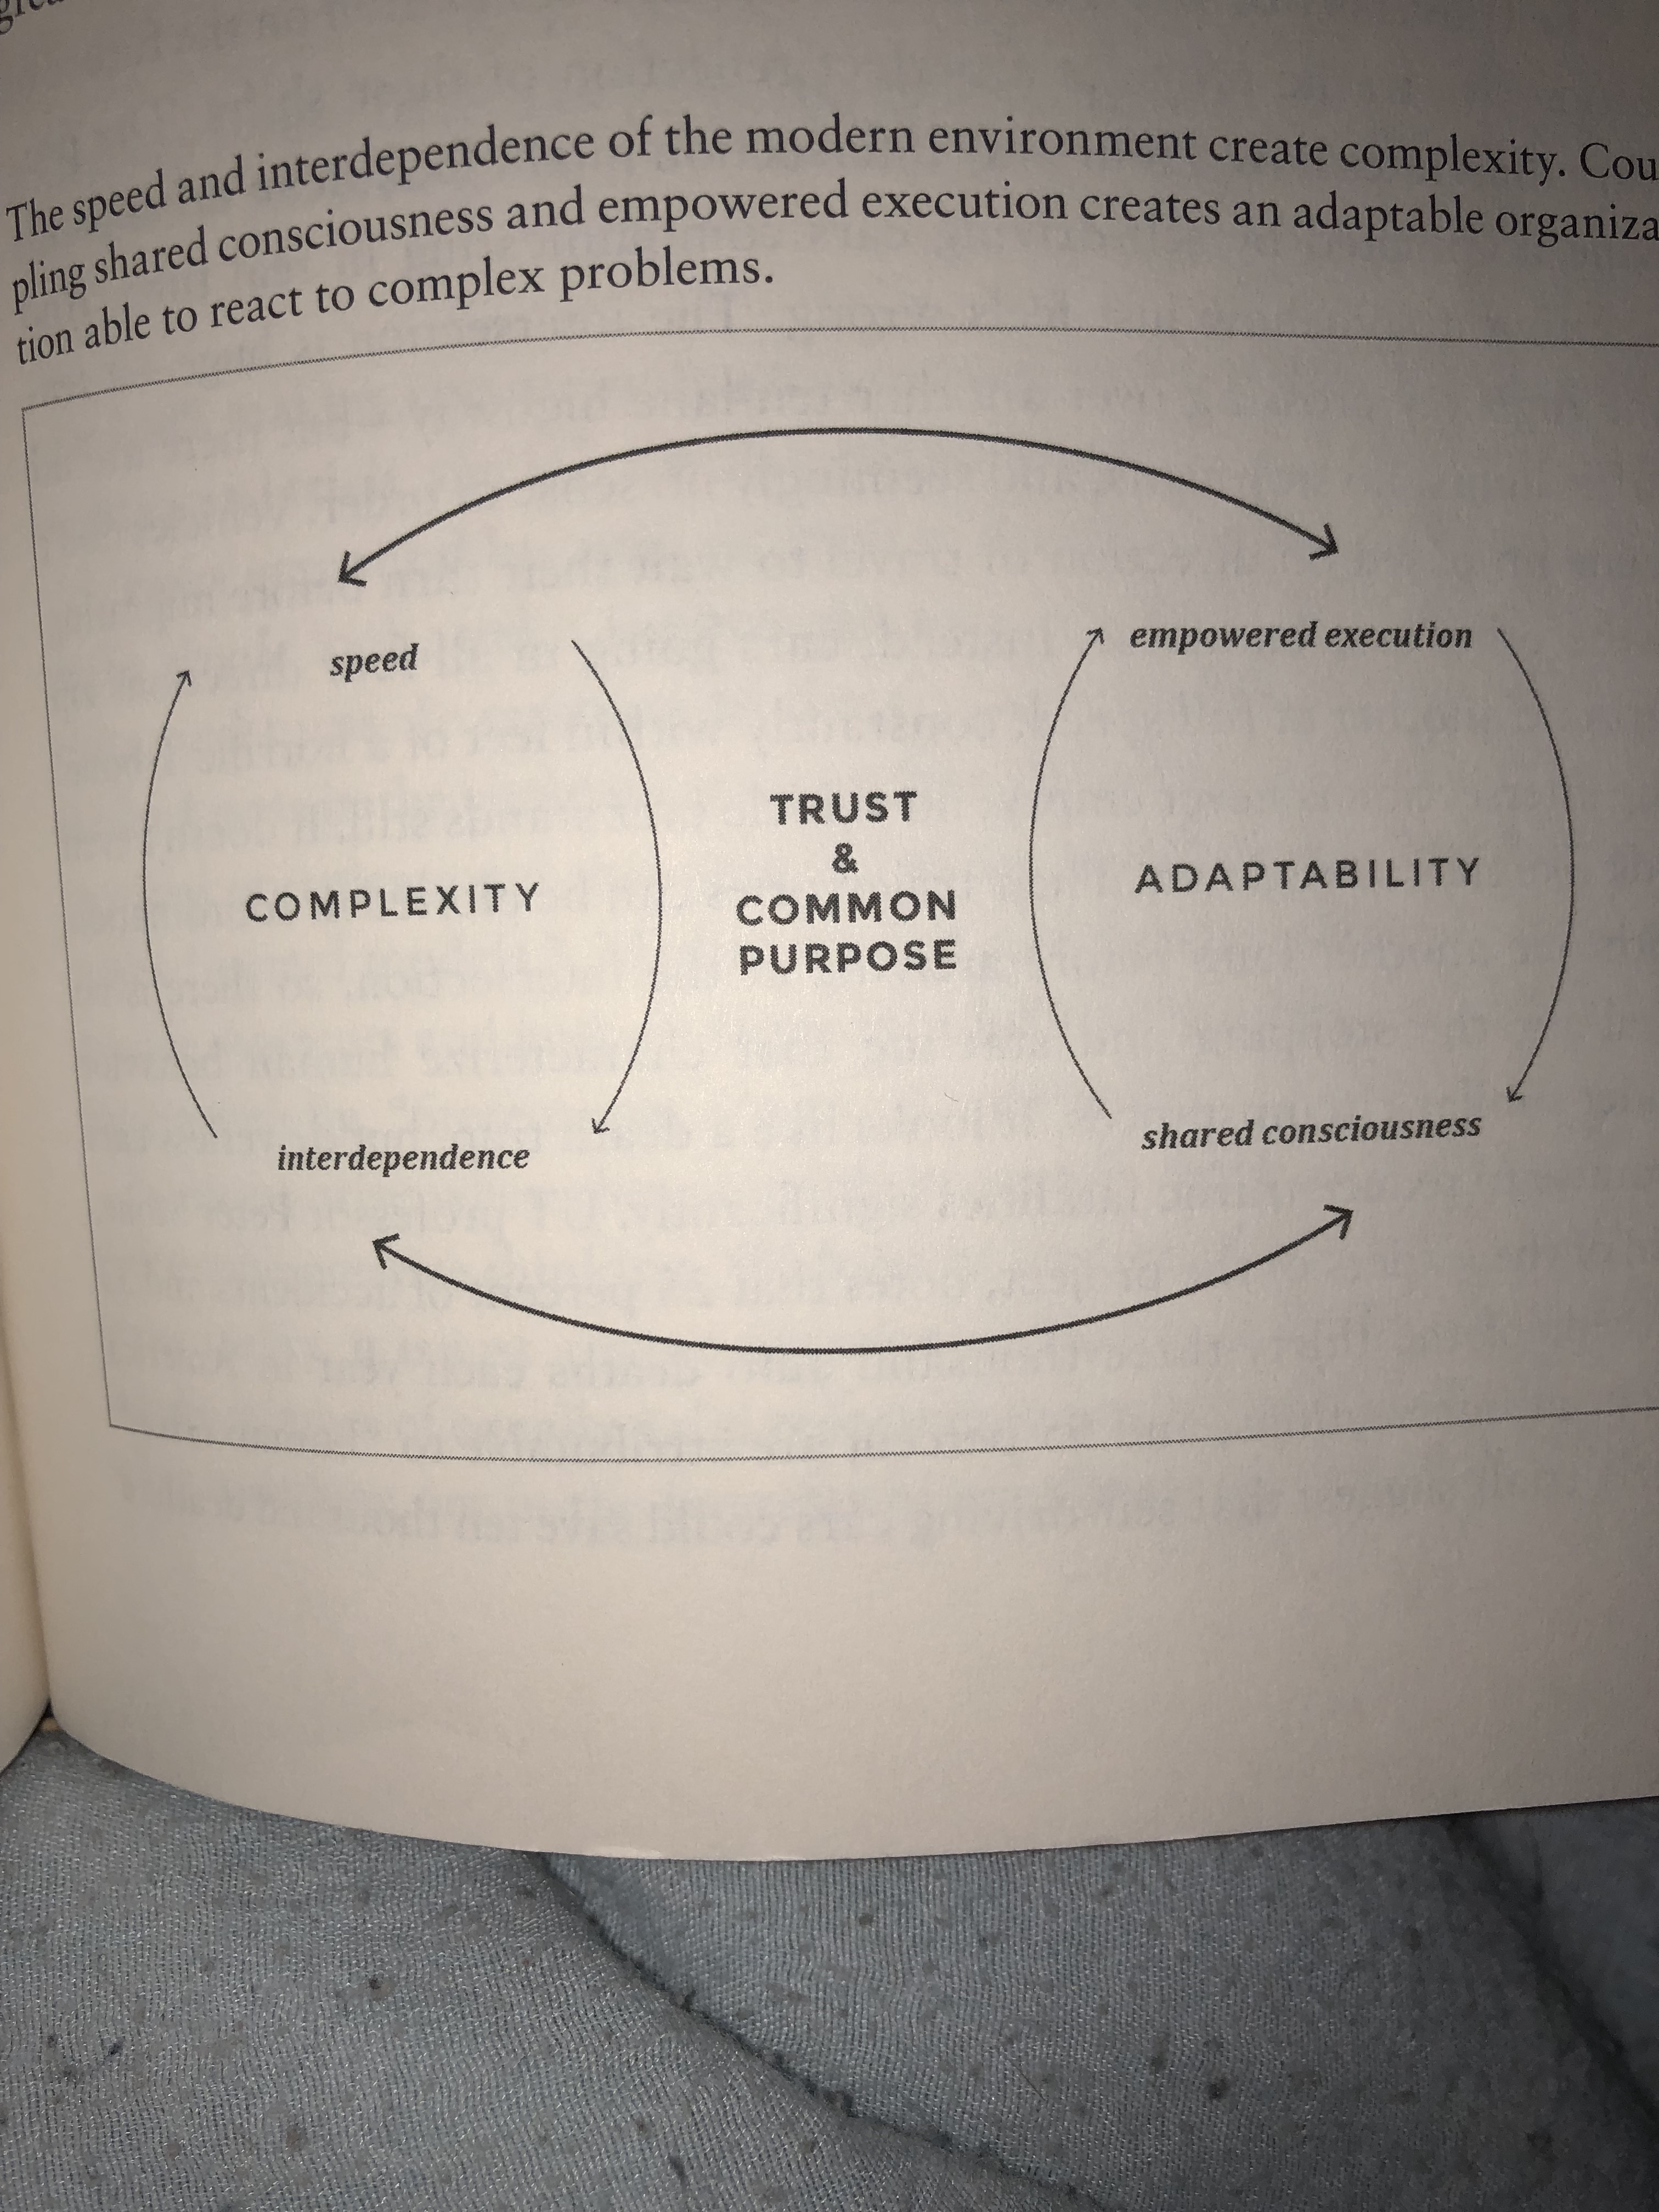 The speed and interdependence of the modern environment create complexity. Cou
pling shared consciousness and empowered execution creates an adaptable organiza
tion able to react to complex problems.
speed
empowered execution
TRUST
&
COMMON
PURPOSE
COMPLEXITY
ADAPTABILITY
interdependence
shared consciousness